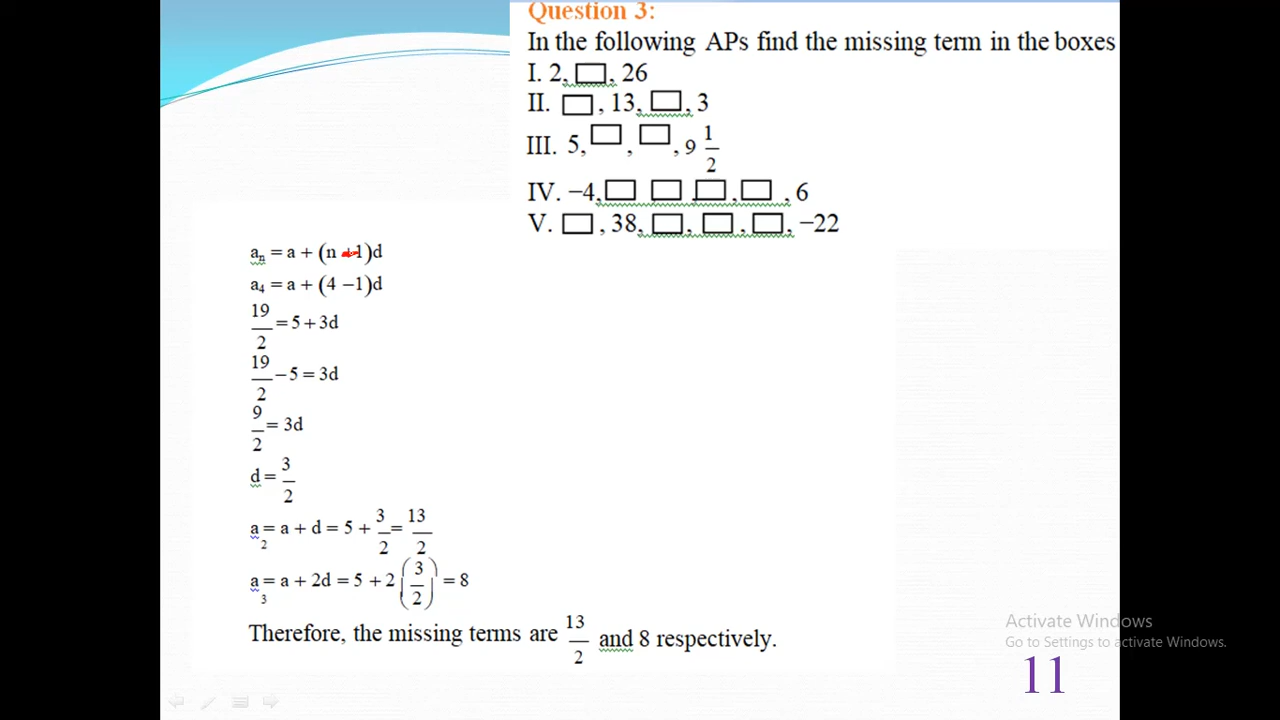 Question 3:
In the following APs find the missing term in the boxes
I. 2, □, 26
II. □, 13, □, 3
III. 5, □, □, 9 1/2
IV. −4, □ □ □, □, 6
V. □, 38, □, □, □, −22
aₙ = a + (n −1)d
a₄ = a + (4 −1)d
19/2 = 5 + 3d
19/2 − 5 = 3d
9/2 = 3d
d = 3/2
a₂ = a + d = 5 + 3/2 = 13/2
a₃ = a + 2d = 5 + 2(3/2) = 8
Therefore, the missing terms are 13/2 and 8 respectively.
Activate Windows
Go to Settings to activate Windows.
11